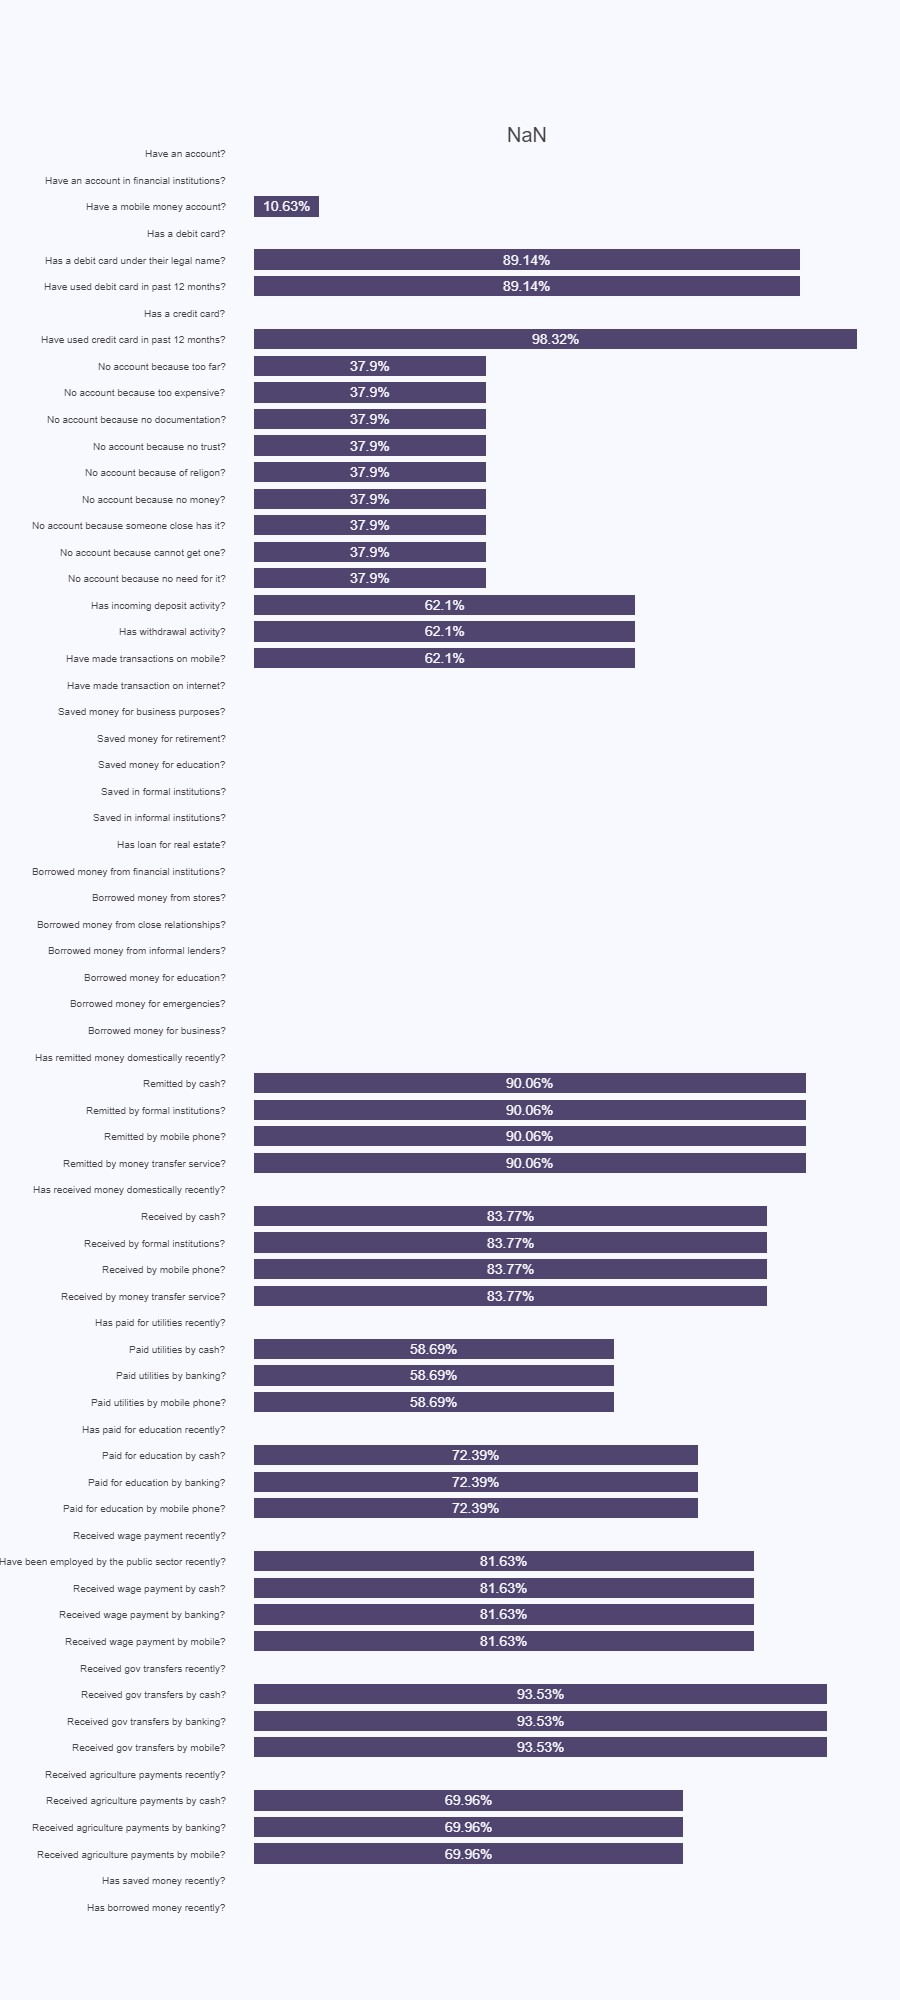 NaN
Have an account?
Have an account in financial institutions?
Have a mobile money account? 10.63%
Has a debit card?
Has a debit card under their legal name? 89.14%
Have used debit card in past 12 months? 89.14%
Has a credit card?
Have used credit card in past 12 months? 98.32%
No account because too far? 37.9%
No account because too expensive? 37.9%
No account because no documentation? 37.9%
No account because no trust? 37.9%
No account because of religon? 37.9%
No account because no money? 37.9%
No account because someone close has it? 37.9%
No account because cannot get one? 37.9%
No account because no need for it? 37.9%
Has incoming deposit activity? 62.1%
Has withdrawal activity? 62.1%
Have made transactions on mobile? 62.1%
Have made transaction on internet?
Saved money for business purposes?
Saved money for retirement?
Saved money for education?
Saved in formal institutions?
Saved in informal institutions?
Has loan for real estate?
Borrowed money from financial institutions?
Borrowed money from stores?
Borrowed money from close relationships?
Borrowed money from informal lenders?
Borrowed money for education?
Borrowed money for emergencies?
Borrowed money for business?
Has remitted money domestically recently?
Remitted by cash? 90.06%
Remitted by formal institutions? 90.06%
Remitted by mobile phone? 90.06%
Remitted by money transfer service? 90.06%
Has received money domestically recently?
Received by cash? 83.77%
Received by formal institutions? 83.77%
Received by mobile phone? 83.77%
Received by money transfer service? 83.77%
Has paid for utilities recently?
Paid utilities by cash? 58.69%
Paid utilities by banking? 58.69%
Paid utilities by mobile phone? 58.69%
Has paid for education recently?
Paid for education by cash? 72.39%
Paid for education by banking? 72.39%
Paid for education by mobile phone? 72.39%
Received wage payment recently?
Have been employed by the public sector recently? 81.63%
Received wage payment by cash? 81.63%
Received wage payment by banking? 81.63%
Received wage payment by mobile? 81.63%
Received gov transfers recently?
Received gov transfers by cash? 93.53%
Received gov transfers by banking? 93.53%
Received gov transfers by mobile? 93.53%
Received agriculture payments recently?
Received agriculture payments by cash? 69.96%
Received agriculture payments by banking? 69.96%
Received agriculture payments by mobile? 69.96%
Has saved money recently?
Has borrowed money recently?